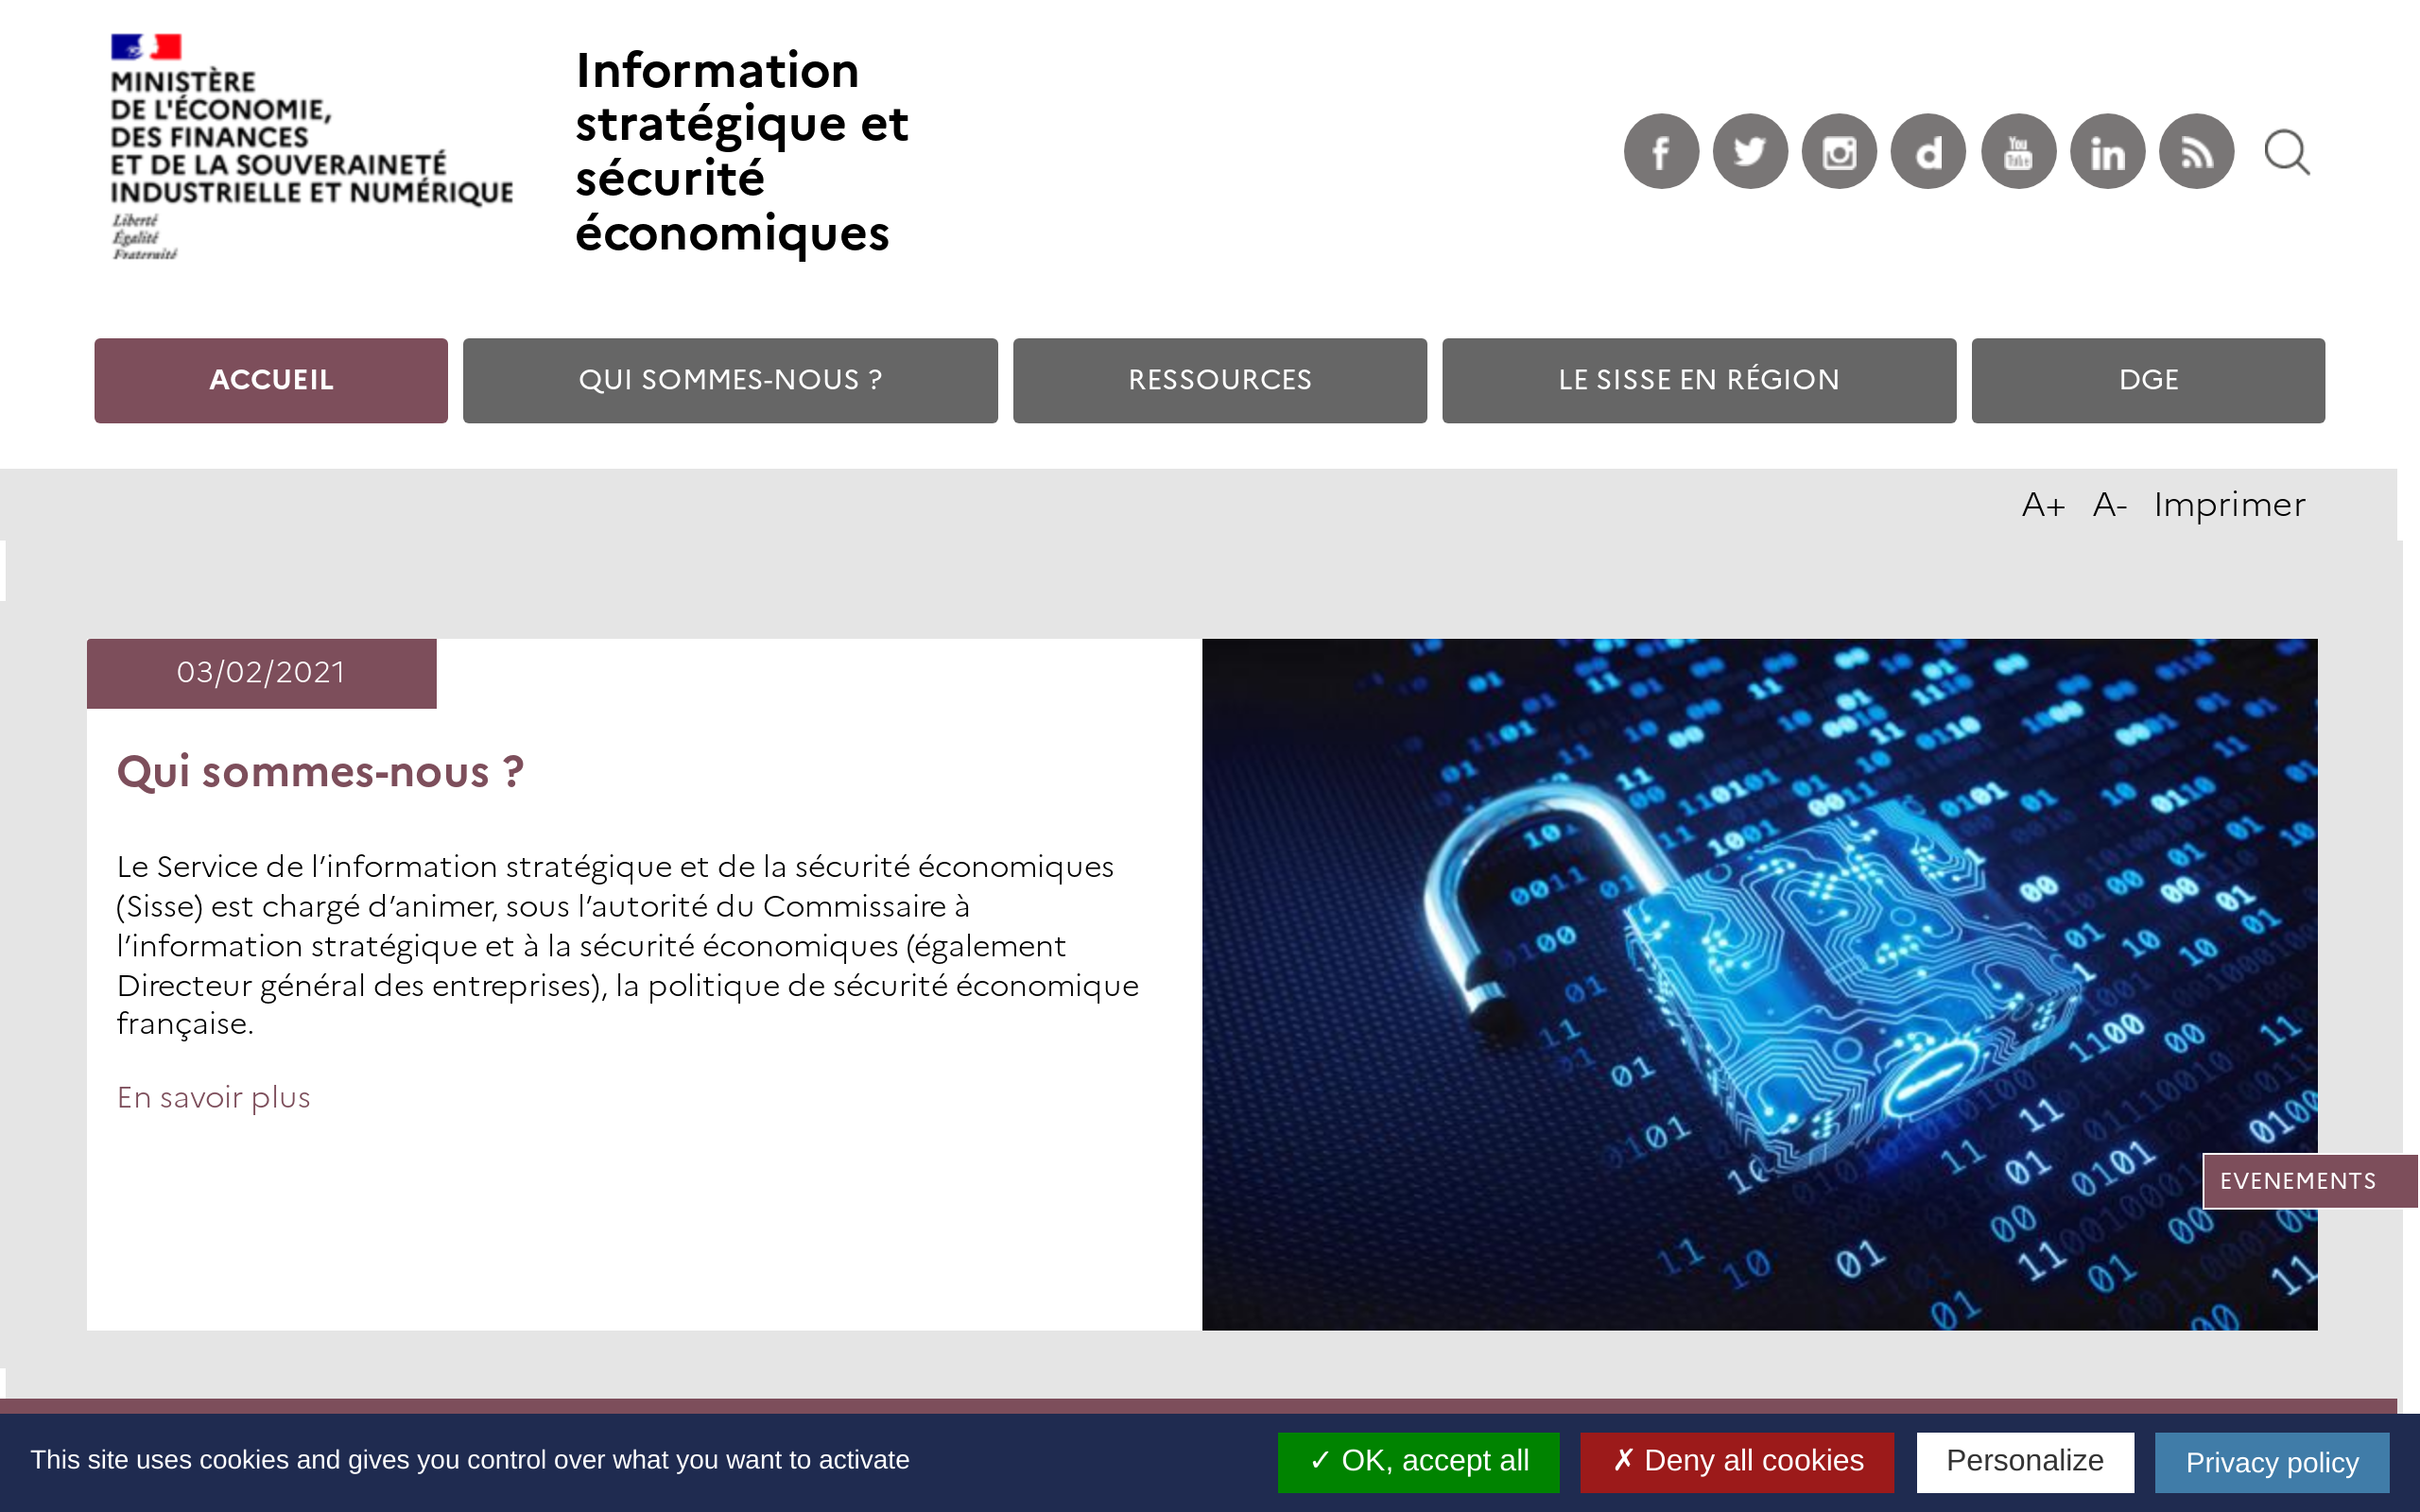 MINISTÈRE
DE L'ÉCONOMIE,
DES FINANCES
ET DE LA SOUVERAINETÉ
INDUSTRIELLE ET NUMÉRIQUE
Liberté
Égalité
Fraternité
Information
stratégique et
sécurité
économiques
ACCUEIL
QUI SOMMES-NOUS ?
RESSOURCES
LE SISSE EN RÉGION
DGE
A+ A- Imprimer
03/02/2021
Qui sommes-nous ?
Le Service de l’information stratégique et de la sécurité économiques
(Sisse) est chargé d’animer, sous l’autorité du Commissaire à
l’information stratégique et à la sécurité économiques (également
Directeur général des entreprises), la politique de sécurité économique
française.
En savoir plus
EVENEMENTS
This site uses cookies and gives you control over what you want to activate
✓ OK, accept all
✗ Deny all cookies
Personalize
Privacy policy